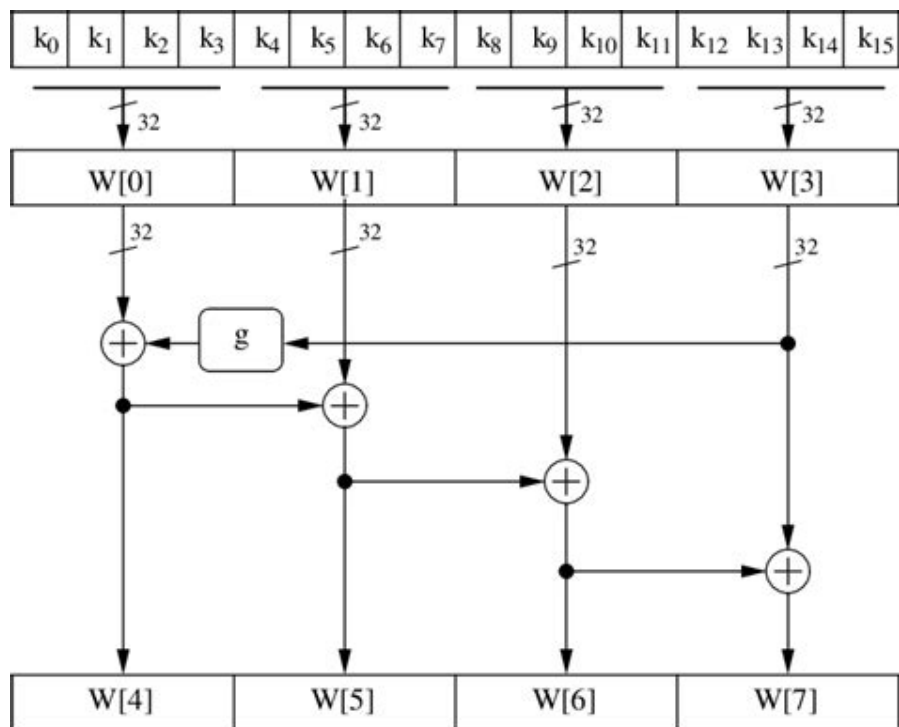 k₀ k₁ k₂ k₃ k₄ k₅ k₆ k₇ k₈ k₉ k₁₀ k₁₁ k₁₂ k₁₃ k₁₄ k₁₅
32 32 32 32
W[0] W[1] W[2] W[3]
32 32 32 32
g
W[4] W[5] W[6] W[7]